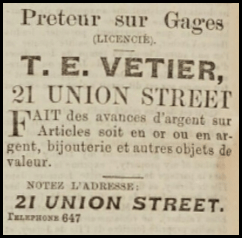 Preteur sur Gages
(LICENCIÉ).
T. E. VETIER,
21 UNION STREET
FAIT des avances d'argent sur
Articles soit en or ou en ar-
gent, bijouterie et autres objets de
valeur.
NOTEZ L'ADRESSE:
21 UNION STREET.
TELEPHONE 647